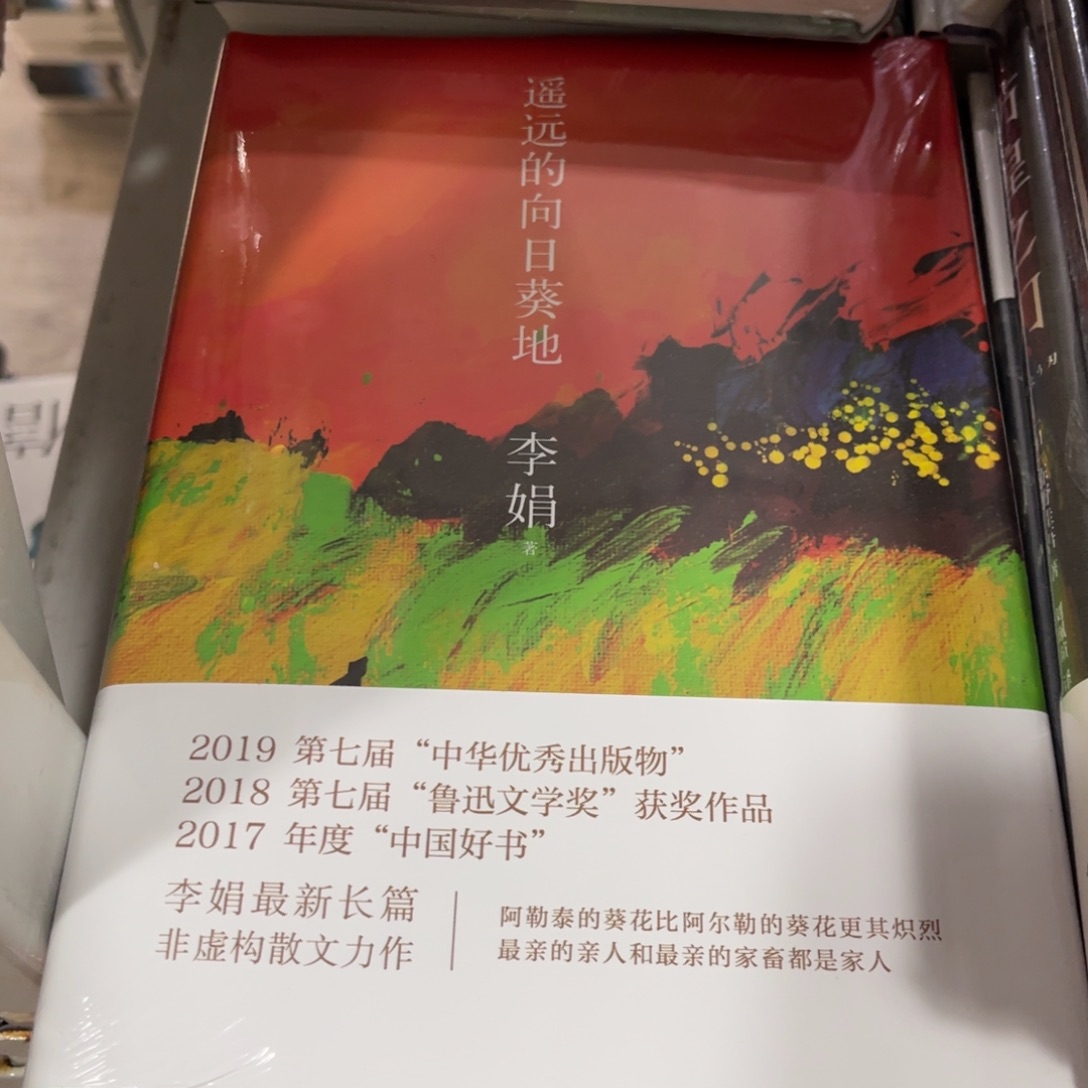 遥远的向日葵地
李娟
著
2019 第七届“中华优秀出版物”
2018 第七届“鲁迅文学奖”获奖作品
2017 年度“中国好书”
李娟最新长篇
非虚构散文力作
阿勒泰的葵花比阿尔勒的葵花更其炽烈
最亲的亲人和最亲的家畜都是家人